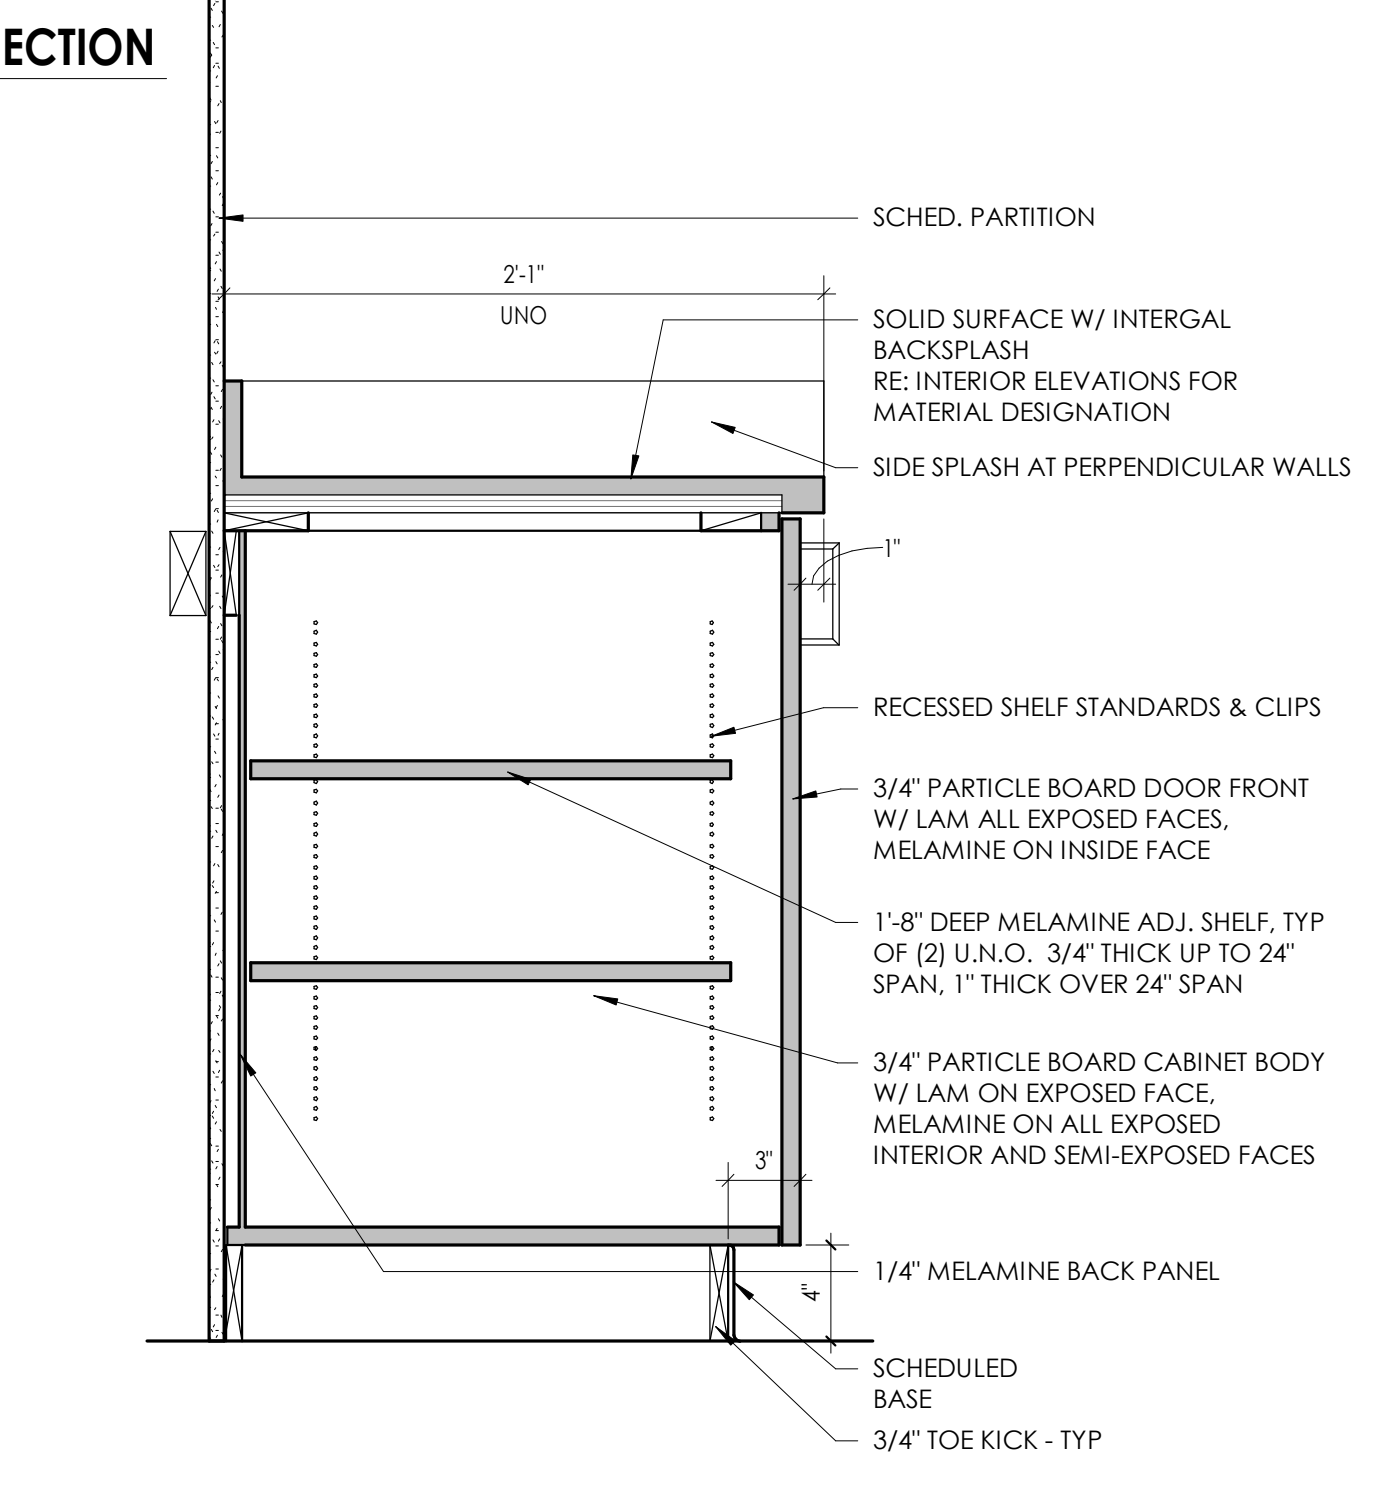 ECTION
SCHED. PARTITION
2'-1"
UNO
SOLID SURFACE W/ INTERGAL
BACKSPLASH
RE: INTERIOR ELEVATIONS FOR
MATERIAL DESIGNATION
SIDE SPLASH AT PERPENDICULAR WALLS
1"
RECESSED SHELF STANDARDS & CLIPS
3/4" PARTICLE BOARD DOOR FRONT
W/ LAM ALL EXPOSED FACES,
MELAMINE ON INSIDE FACE
1'-8" DEEP MELAMINE ADJ. SHELF, TYP
OF (2) U.N.O. 3/4" THICK UP TO 24"
SPAN, 1" THICK OVER 24" SPAN
3/4" PARTICLE BOARD CABINET BODY
W/ LAM ON EXPOSED FACE,
MELAMINE ON ALL EXPOSED
INTERIOR AND SEMI-EXPOSED FACES
3"
1/4" MELAMINE BACK PANEL
4"
SCHEDULED
BASE
3/4" TOE KICK - TYP